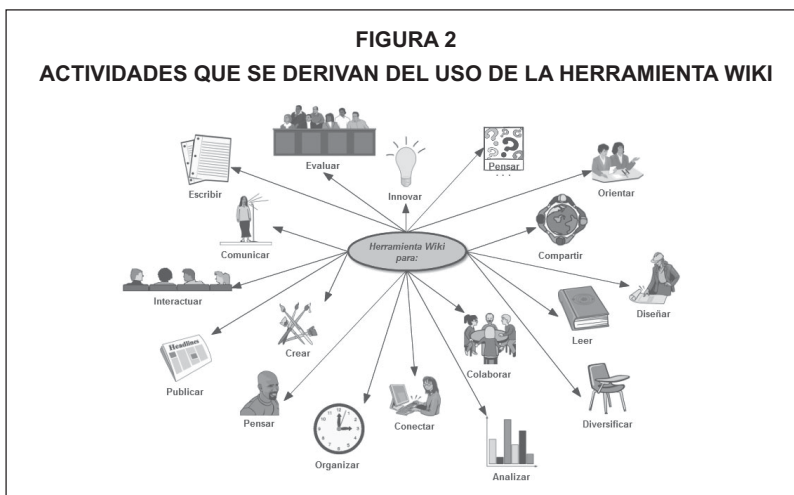 FIGURA 2
ACTIVIDADES QUE SE DERIVAN DEL USO DE LA HERRAMIENTA WIKI
Escribir
Evaluar
Innovar
Pensar
. . .
Orientar
Comunicar
Herramienta Wiki
para:
Compartir
Interactuar
Diseñar
Leer
Crear
Colaborar
Headlines
Publicar
Pensar
Organizar
Conectar
Diversificar
Analizar